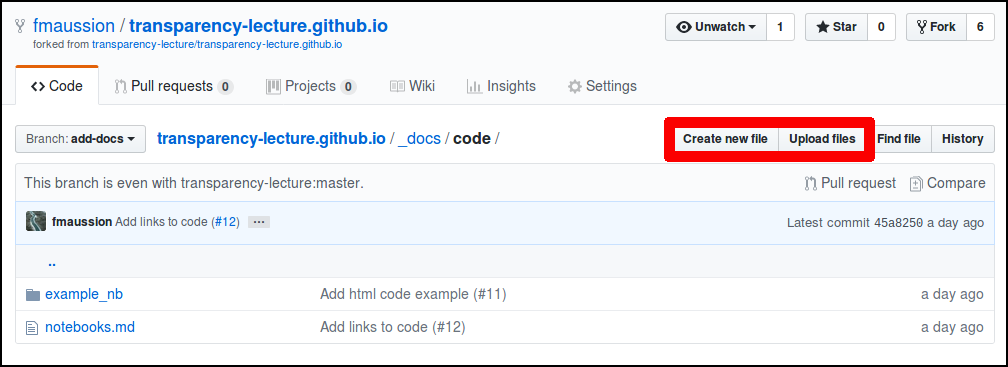 fmaussion / transparency-lecture.github.io Unwatch 1 Star 0 Fork 6
forked from transparency-lecture/transparency-lecture.github.io
Code Pull requests 0 Projects 0 Wiki Insights Settings
Branch: add-docs transparency-lecture.github.io / _docs / code / Create new file Upload files Find file History
This branch is even with transparency-lecture:master. Pull request Compare
fmaussion Add links to code (#12) ... Latest commit 45a8250 a day ago
..
example_nb Add html code example (#11) a day ago
notebooks.md Add links to code (#12) a day ago